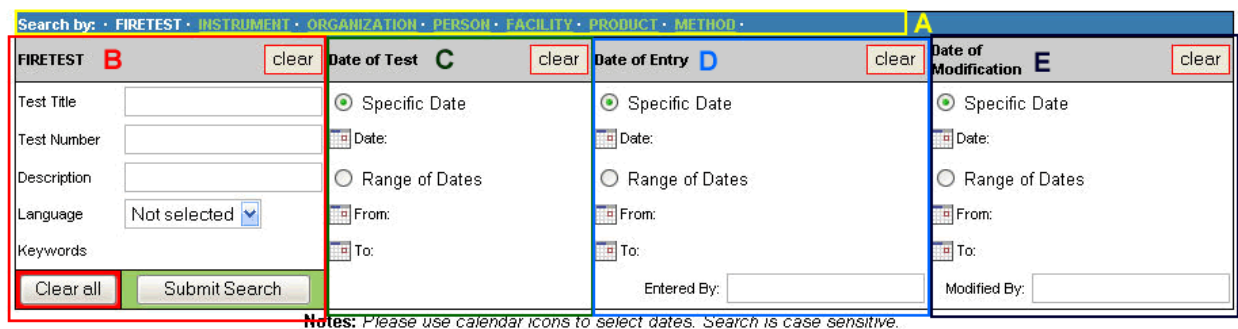 Search by: · FIRETEST · INSTRUMENT · ORGANIZATION · PERSON · FACILITY · PRODUCT · METHOD · A
FIRETEST B clear
Test Title
Test Number
Description
Language Not selected
Keywords
Clear all Submit Search
Date of Test C clear
Specific Date
Date:
Range of Dates
From:
To:
Date of Entry D clear
Specific Date
Date:
Range of Dates
From:
To:
Entered By:
Date of
Modification E clear
Specific Date
Date:
Range of Dates
From:
To:
Modified By:
Notes: Please use calendar icons to select dates. Search is case sensitive.